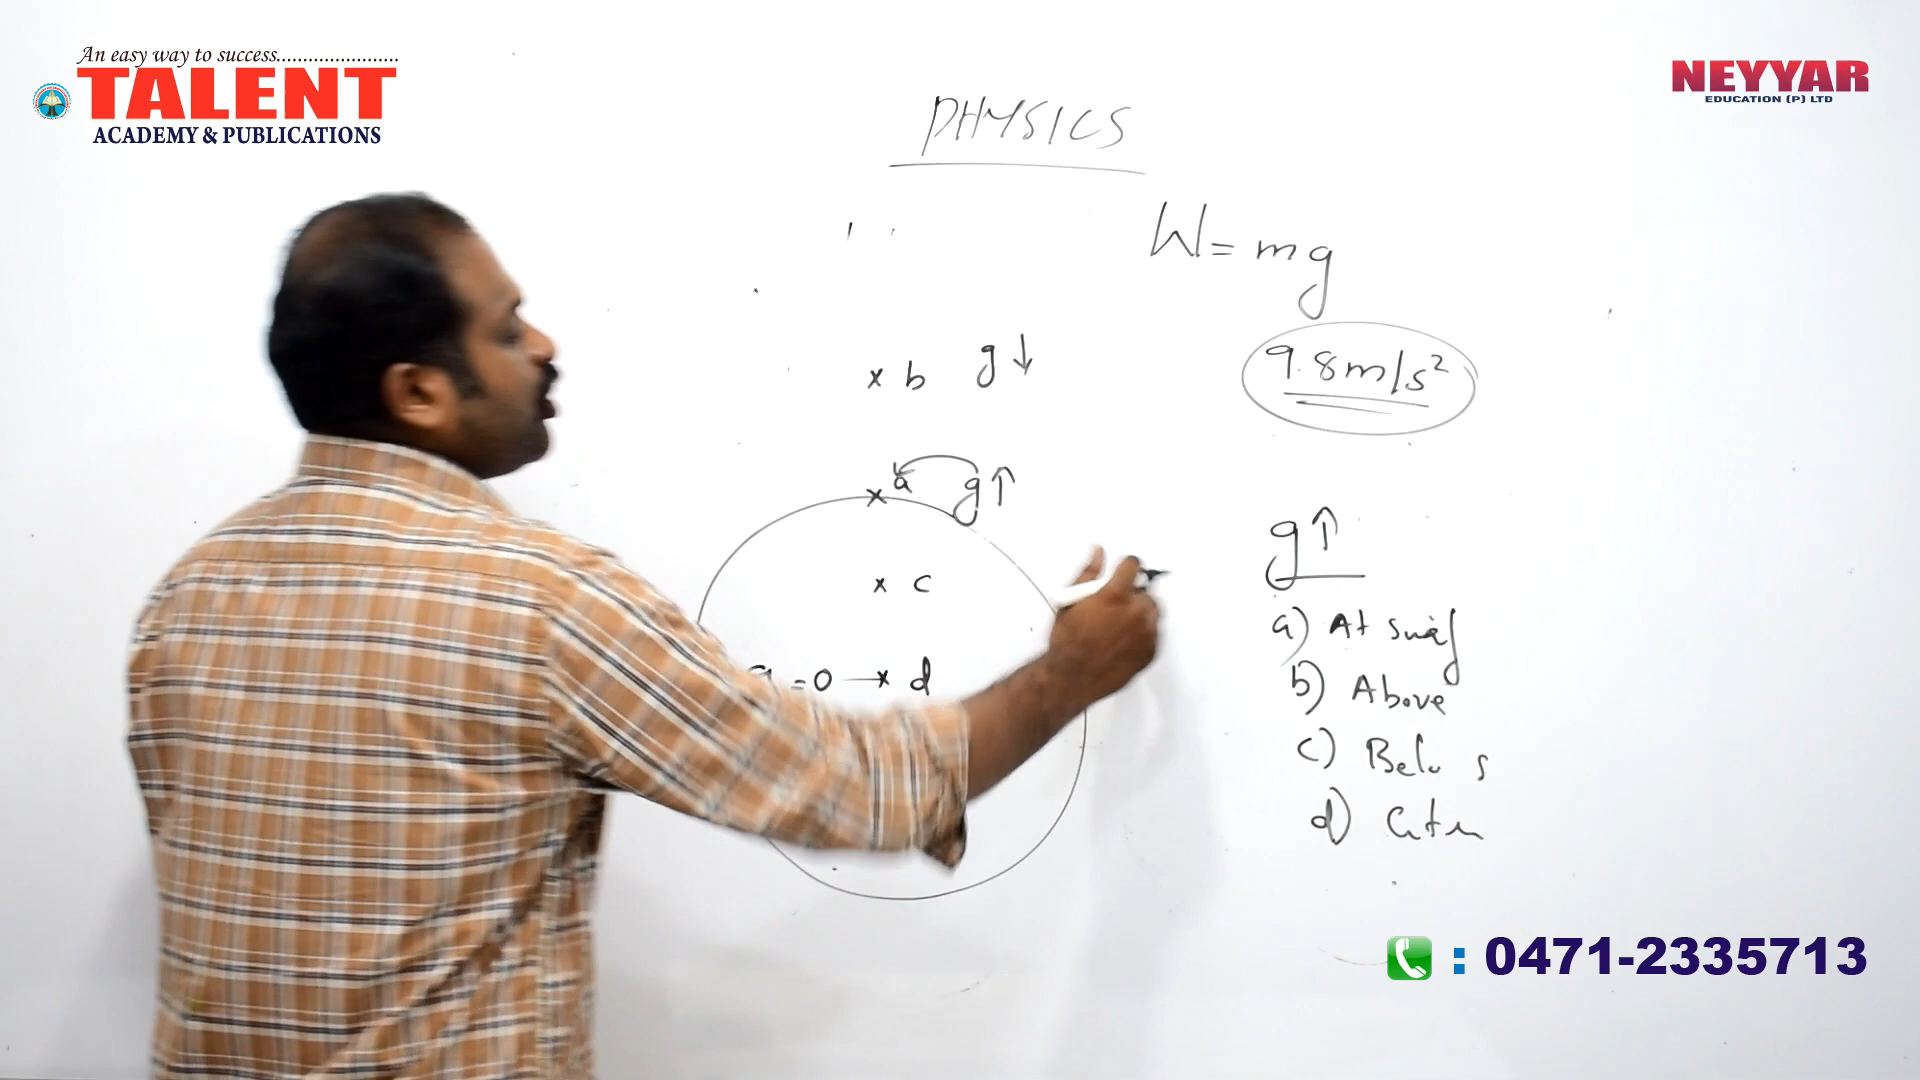 An easy way to success......................
TALENT
ACADEMY & PUBLICATIONS
NEYYAR
EDUCATION (P) LTD
PHYSICS
W = mg
9.8m/s²
x b g↓
x a g↑
x c
= 0 → x d
g↑
a) At
b) Above
c)
d)
: 0471-2335713